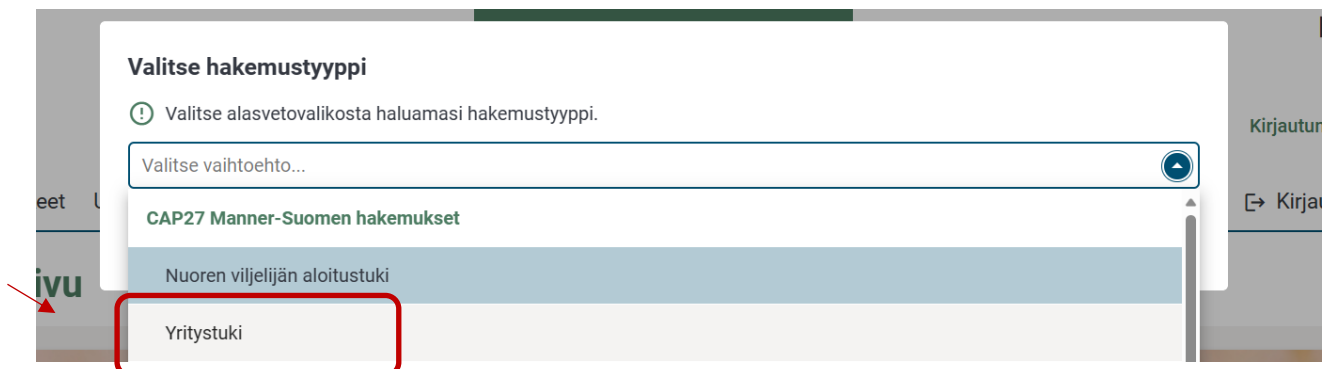 Valitse hakemustyyppi
Valitse alasvetovalikosta haluamasi hakemustyyppi.
Kirjautun
Valitse vaihtoehto...
eet
Kirjau
CAP27 Manner-Suomen hakemukset
Nuoren viljelijän aloitustuki
ivu
Yritystuki